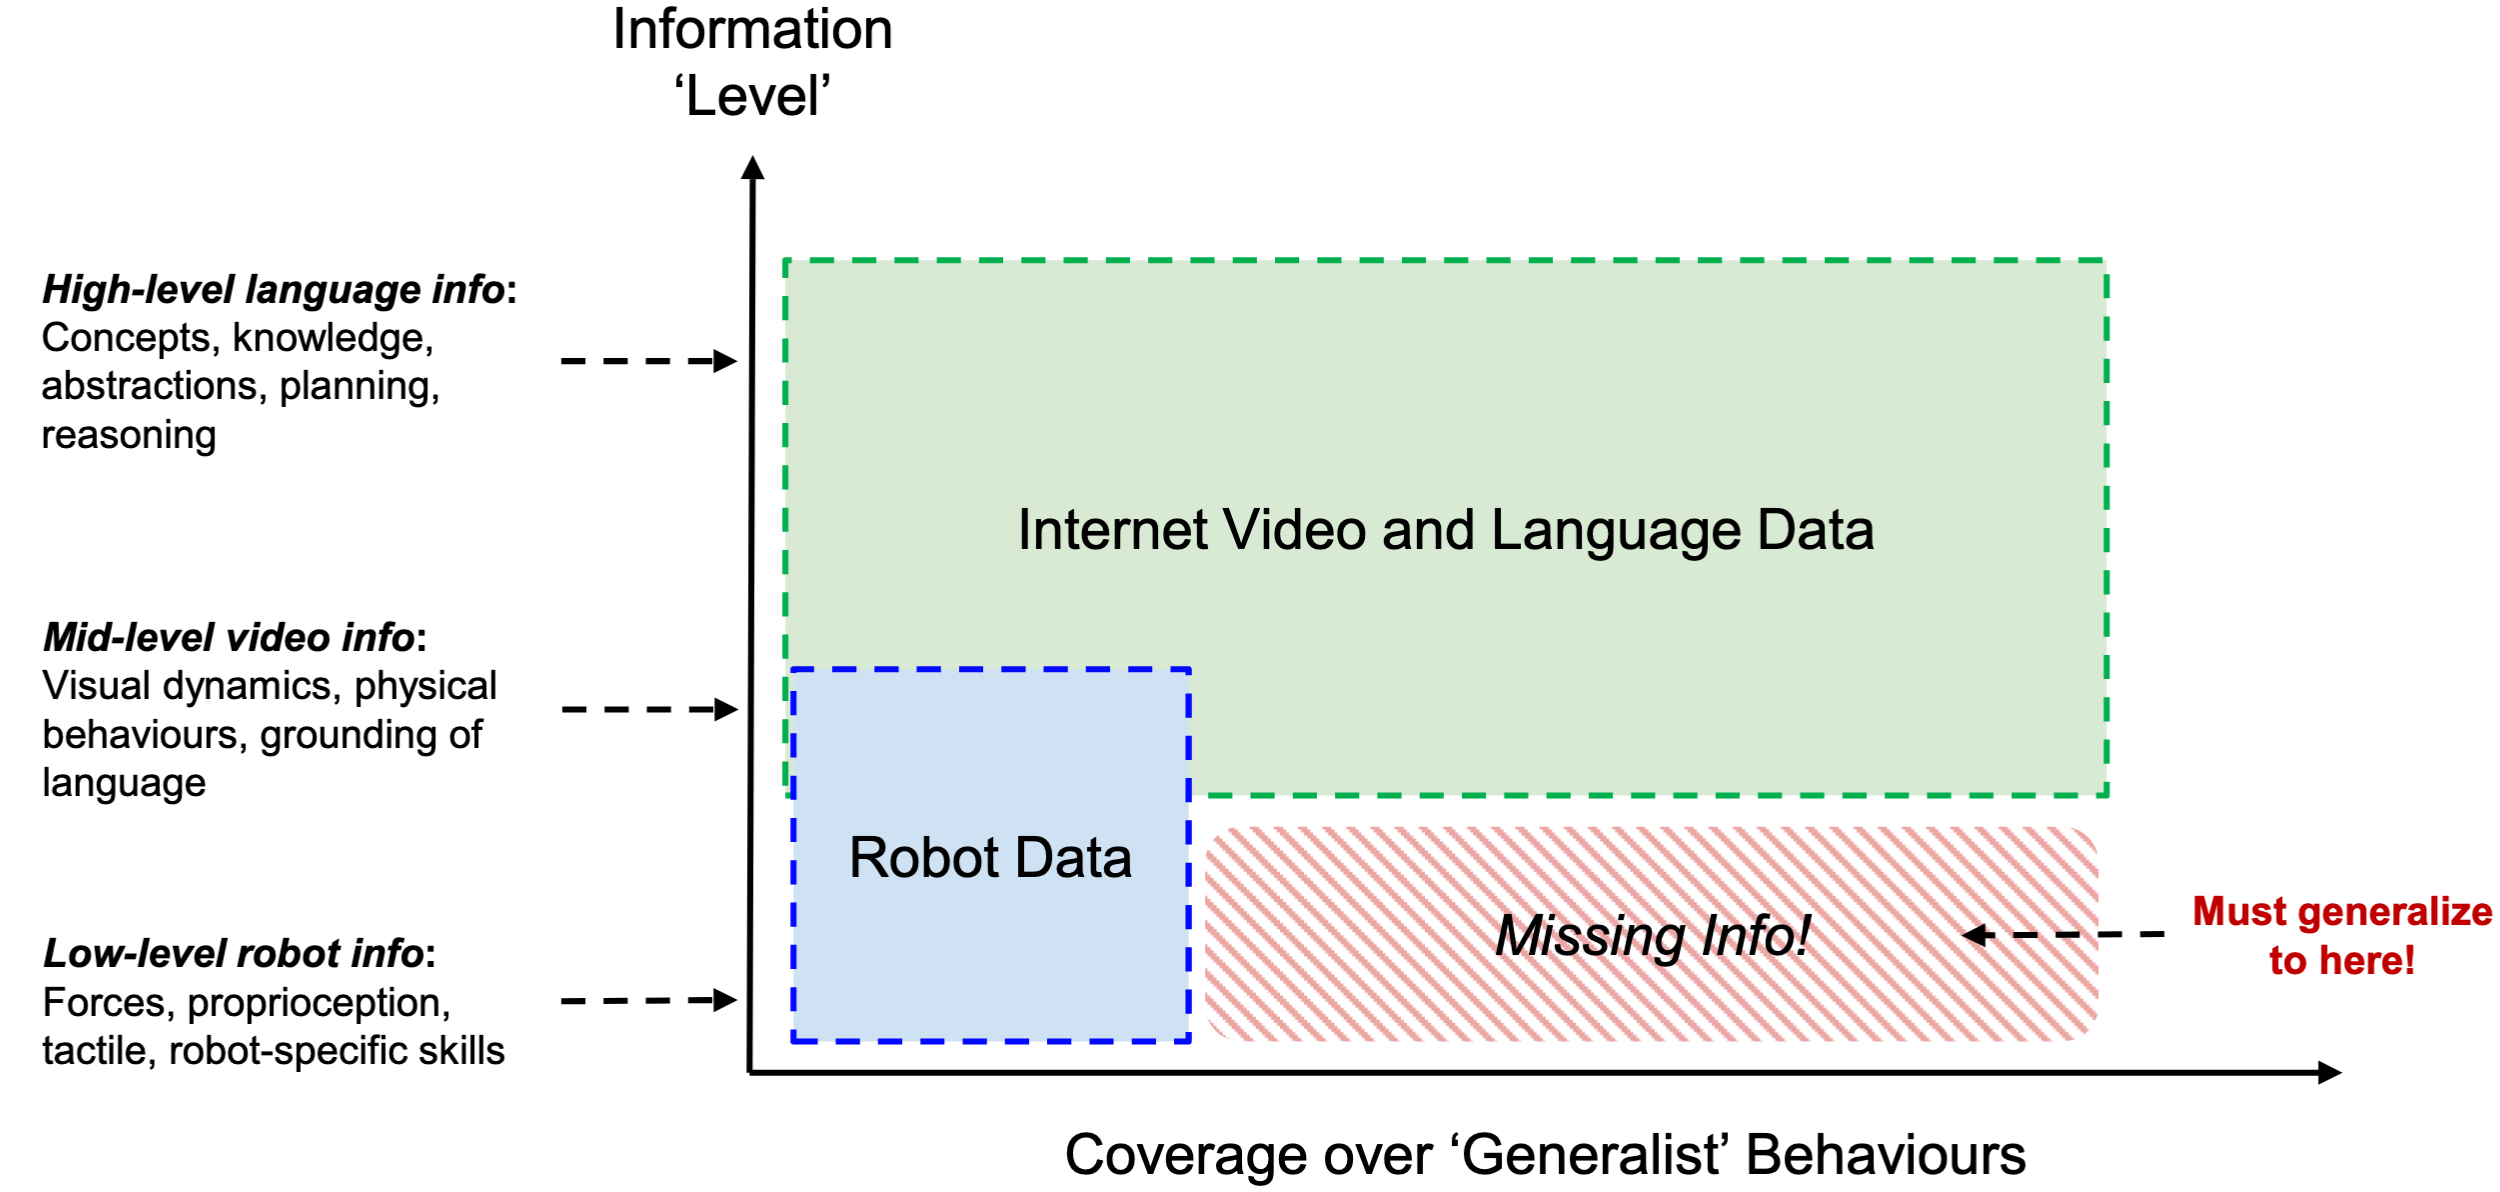 Information
‘Level’
High-level language info:
Concepts, knowledge,
abstractions, planning,
reasoning
Internet Video and Language Data
Mid-level video info:
Visual dynamics, physical
behaviours, grounding of
language
Robot Data
Missing Info!
Must generalize
to here!
Low-level robot info:
Forces, proprioception,
tactile, robot-specific skills
Coverage over ‘Generalist’ Behaviours